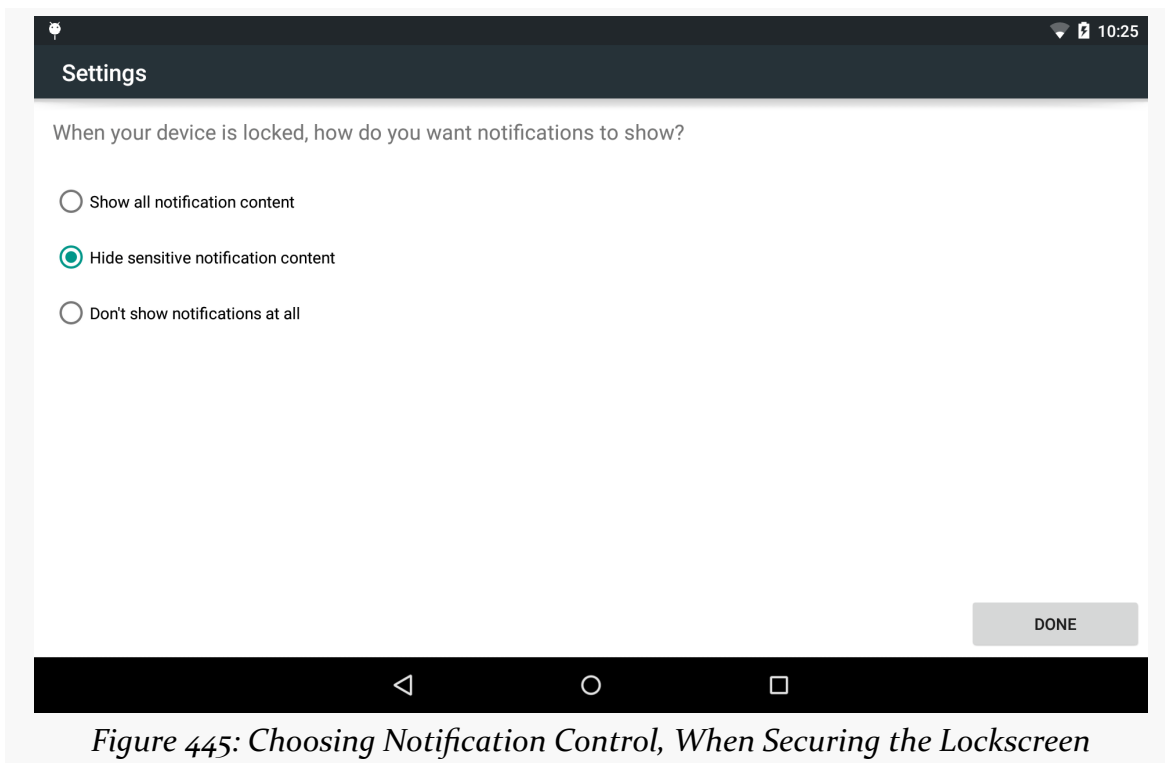 10:25
Settings
When your device is locked, how do you want notifications to show?
Show all notification content
Hide sensitive notification content
Don't show notifications at all
DONE
Figure 445: Choosing Notification Control, When Securing the Lockscreen